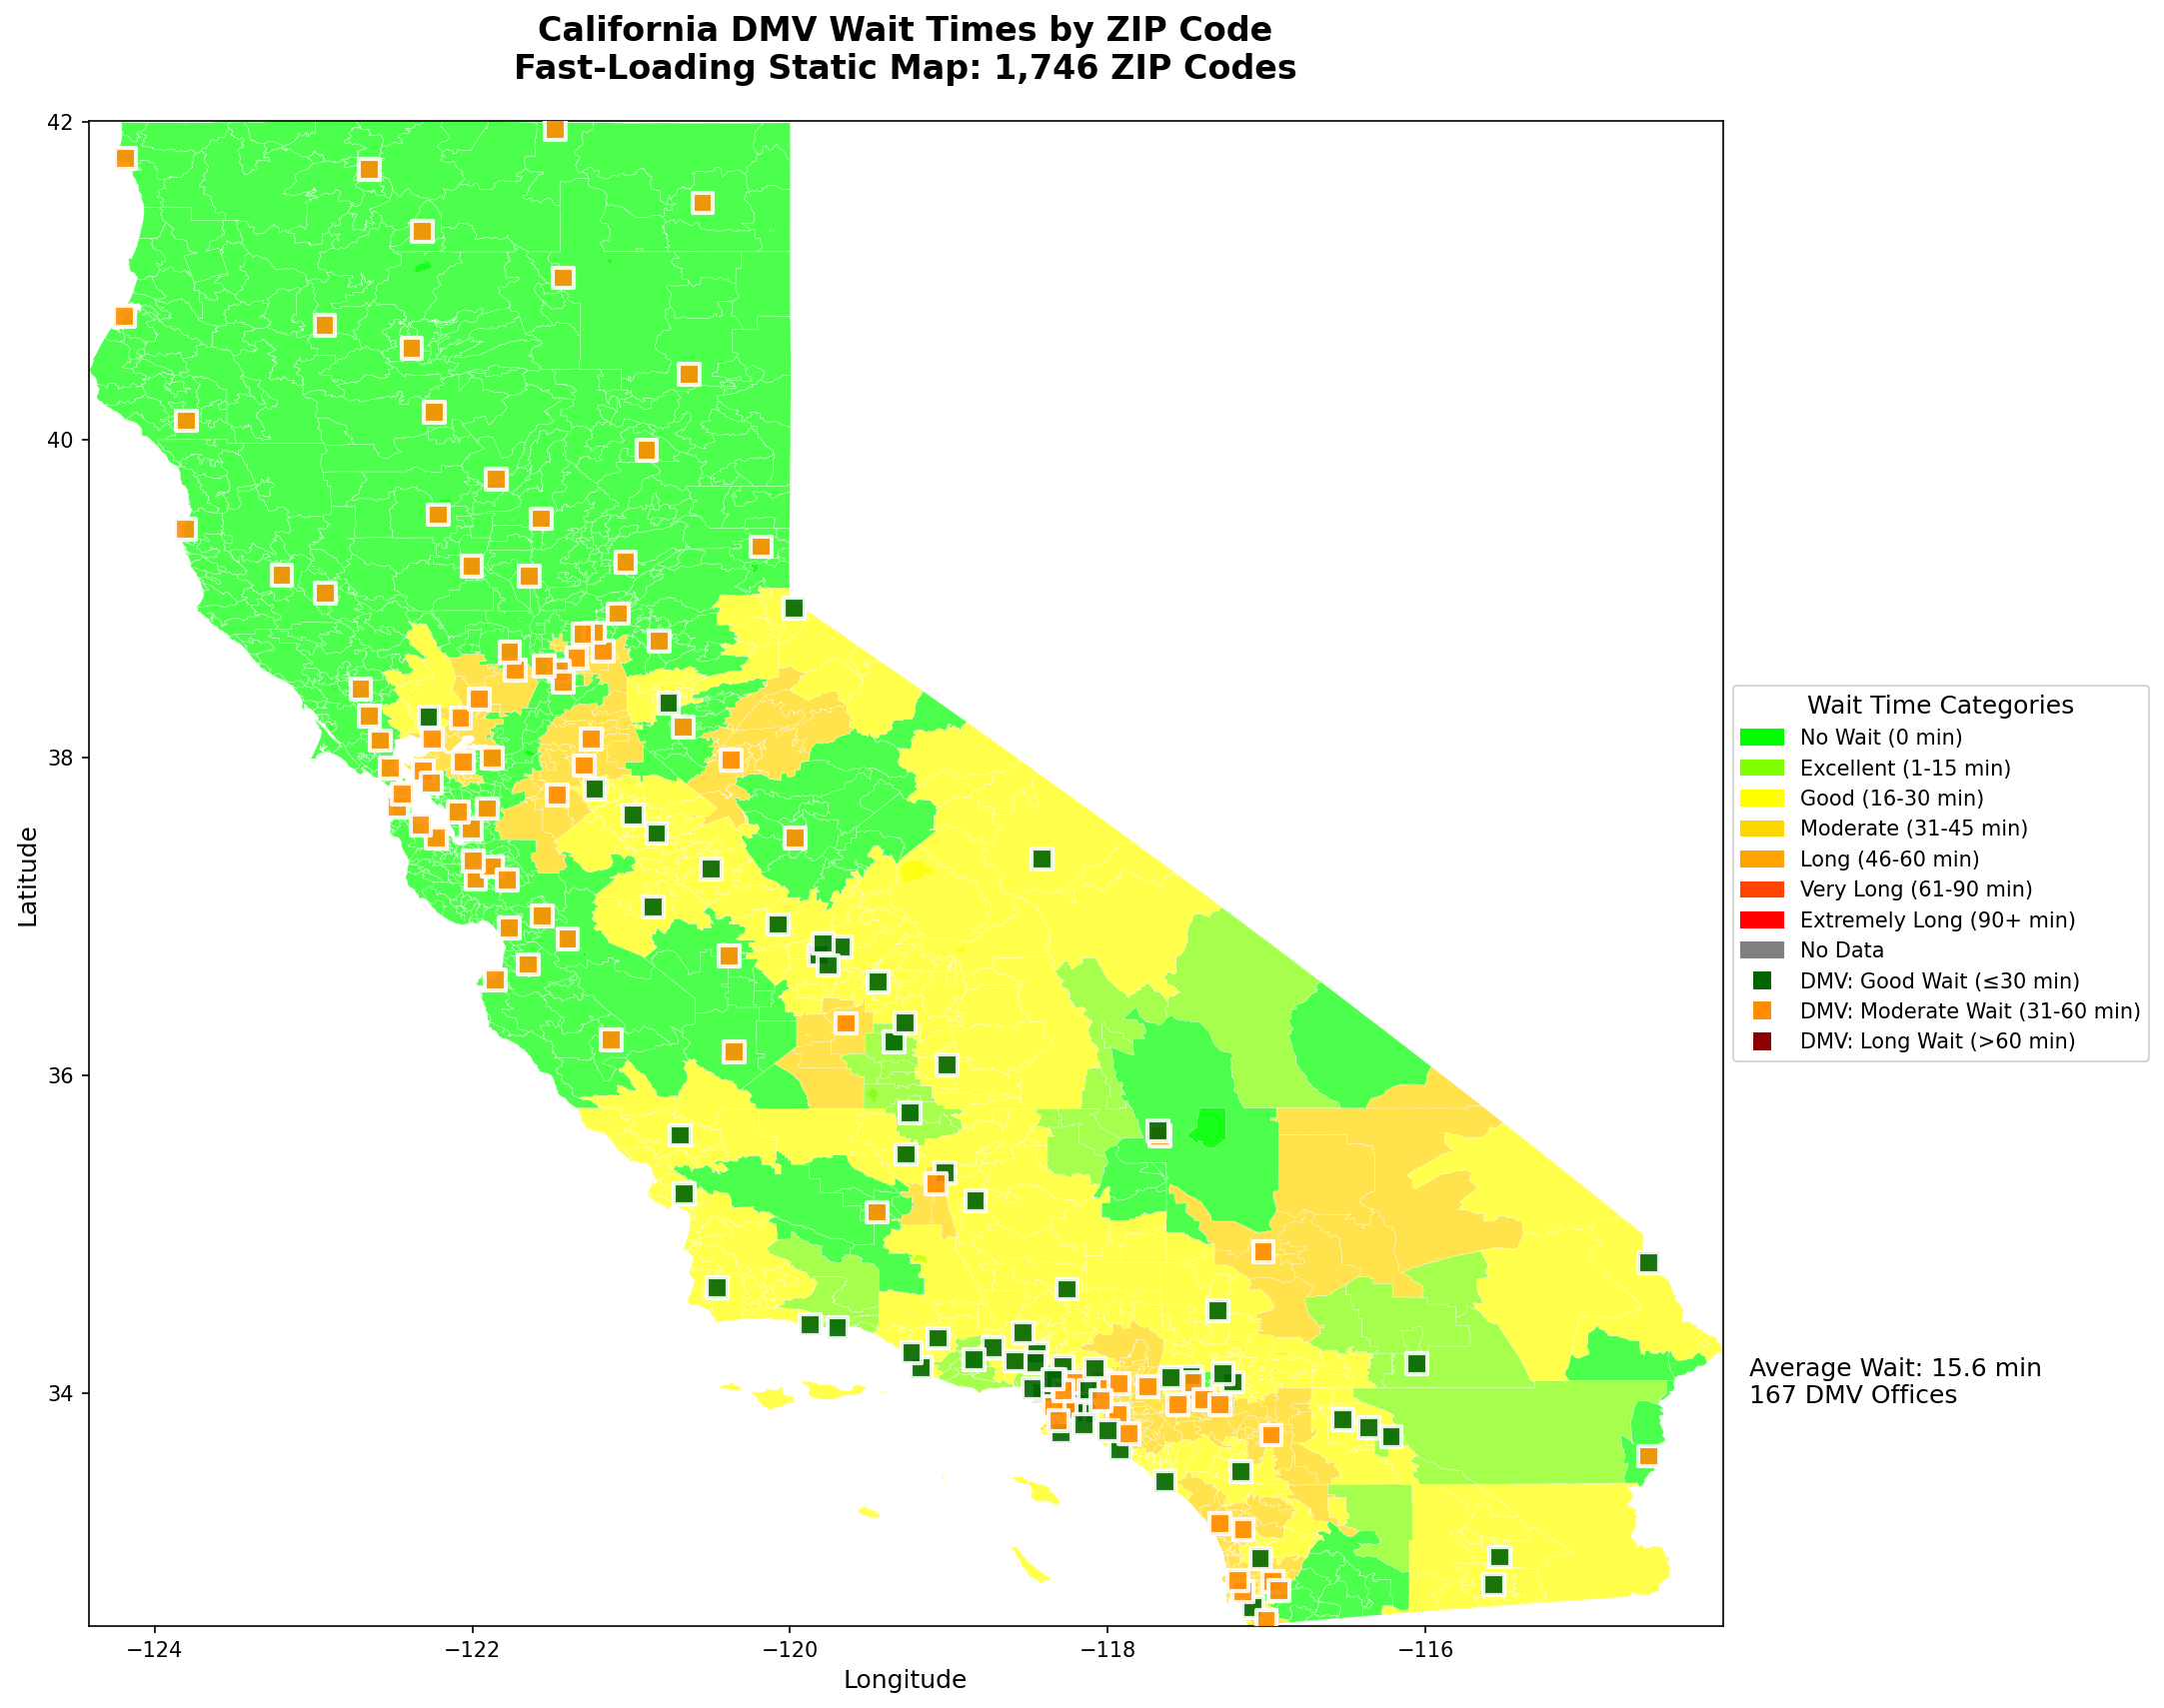 California DMV Wait Times by ZIP Code
Fast-Loading Static Map: 1,746 ZIP Codes
42
40
38
36
34
Latitude
−124
−122
−120
−118
−116
Longitude
Wait Time Categories
No Wait (0 min)
Excellent (1-15 min)
Good (16-30 min)
Moderate (31-45 min)
Long (46-60 min)
Very Long (61-90 min)
Extremely Long (90+ min)
No Data
DMV: Good Wait (≤30 min)
DMV: Moderate Wait (31-60 min)
DMV: Long Wait (>60 min)
Average Wait: 15.6 min
167 DMV Offices